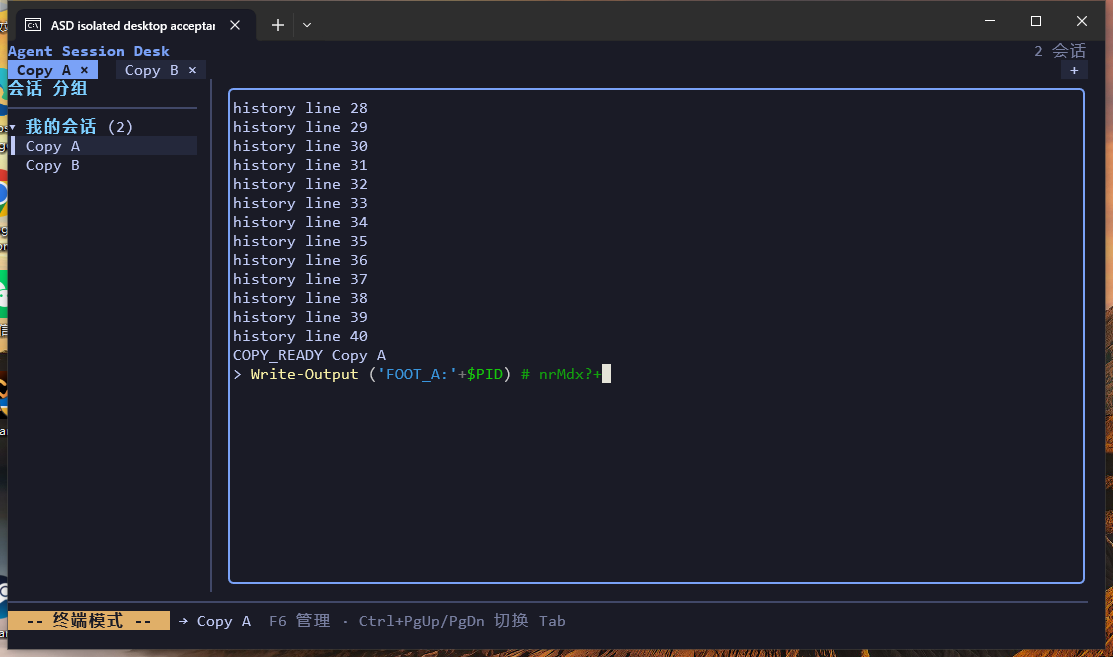 ASD isolated desktop acceptar
Agent Session Desk
2 会话
Copy A ×
Copy B ×
+
会话 分组
▾ 我的会话 (2)
Copy A
Copy B
history line 28
history line 29
history line 30
history line 31
history line 32
history line 33
history line 34
history line 35
history line 36
history line 37
history line 38
history line 39
history line 40
COPY_READY Copy A
> Write-Output ('FOOT_A:'+$PID) # nrMdx?+
-- 终端模式 -- → Copy A F6 管理 · Ctrl+PgUp/PgDn 切换 Tab